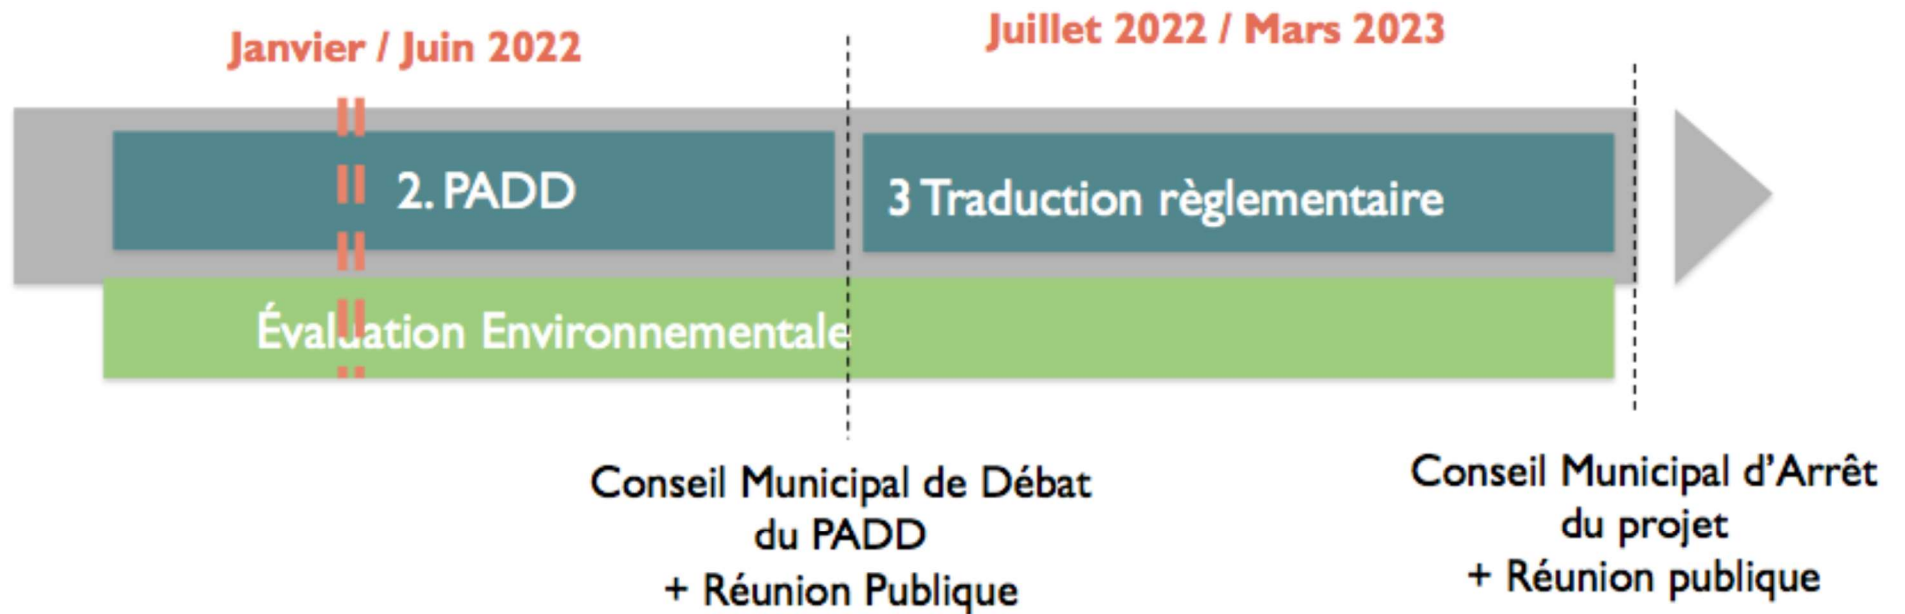 Janvier / Juin 2022
Juillet 2022 / Mars 2023
2. PADD
3 Traduction règlementaire
Évaluation Environnementale
Conseil Municipal de Débat
du PADD
+ Réunion Publique
Conseil Municipal d'Arrêt
du projet
+ Réunion publique